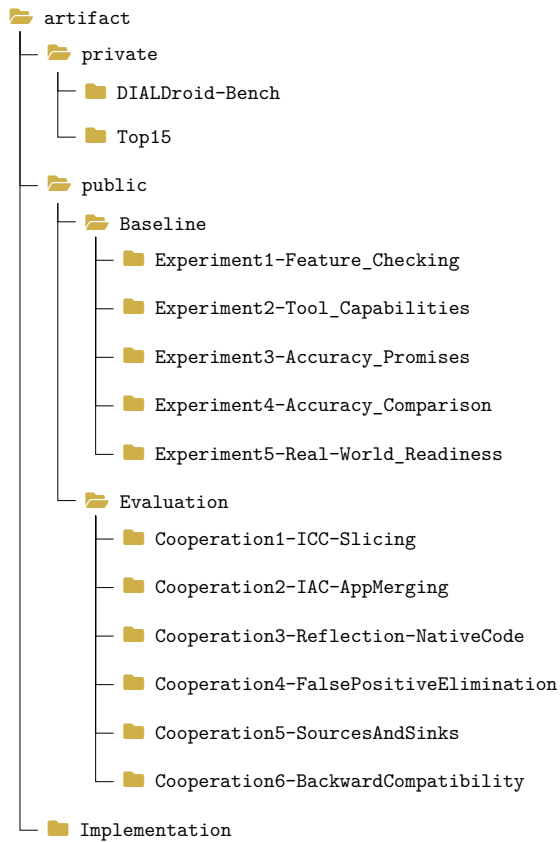 artifact
private
DIALDroid-Bench
Top15
public
Baseline
Experiment1-Feature_Checking
Experiment2-Tool_Capabilities
Experiment3-Accuracy_Promises
Experiment4-Accuracy_Comparison
Experiment5-Real-World_Readiness
Evaluation
Cooperation1-ICC-Slicing
Cooperation2-IAC-AppMerging
Cooperation3-Reflection-NativeCode
Cooperation4-FalsePositiveElimination
Cooperation5-SourcesAndSinks
Cooperation6-BackwardCompatibility
Implementation